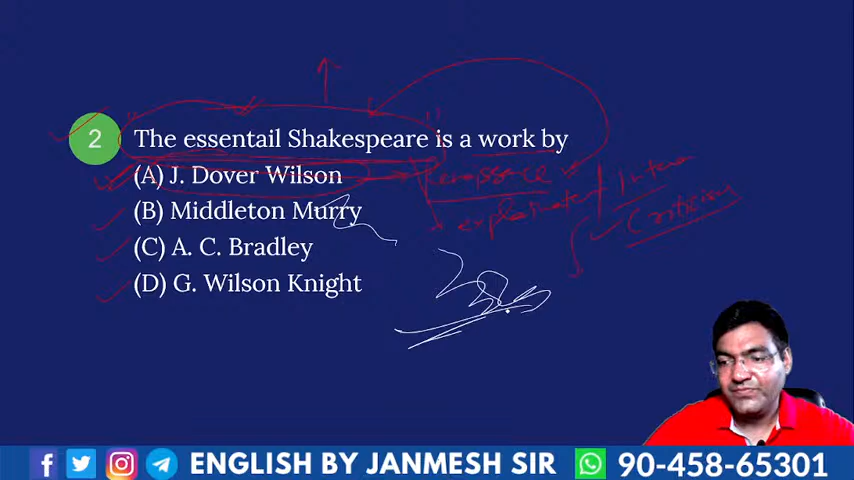 2 The essentail Shakespeare is a work by
(A) J. Dover Wilson
(B) Middleton Murry
(C) A. C. Bradley
(D) G. Wilson Knight
Criticism
ENGLISH BY JANMESH SIR 90-458-65301